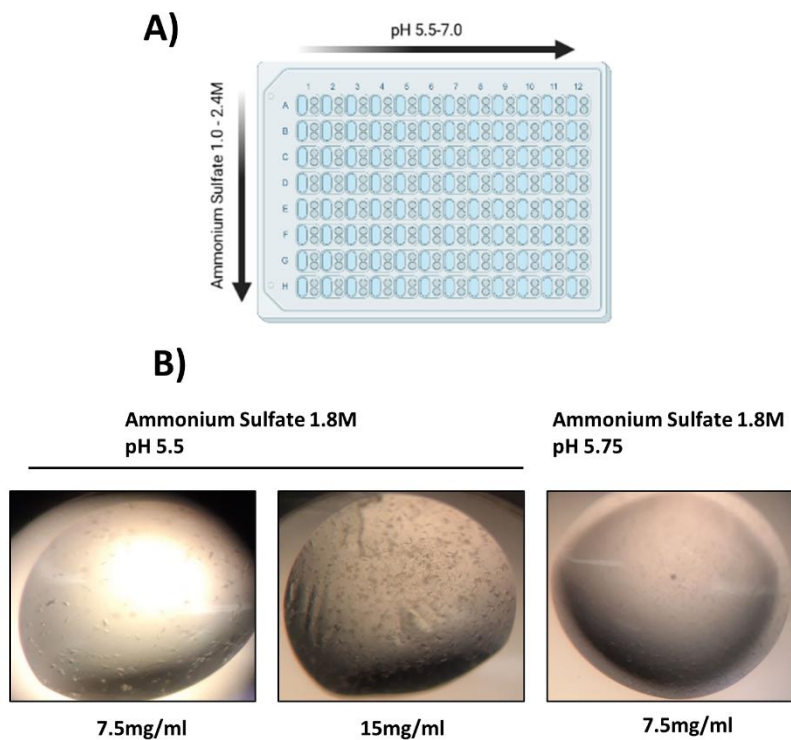 A)
pH 5.5-7.0
Ammonium Sulfate 1.0 - 2.4M
1 2 3 4 5 6 7 8 9 10 11 12
A
B
C
D
E
F
G
H
B)
Ammonium Sulfate 1.8M
pH 5.5
Ammonium Sulfate 1.8M
pH 5.75
7.5mg/ml
15mg/ml
7.5mg/ml